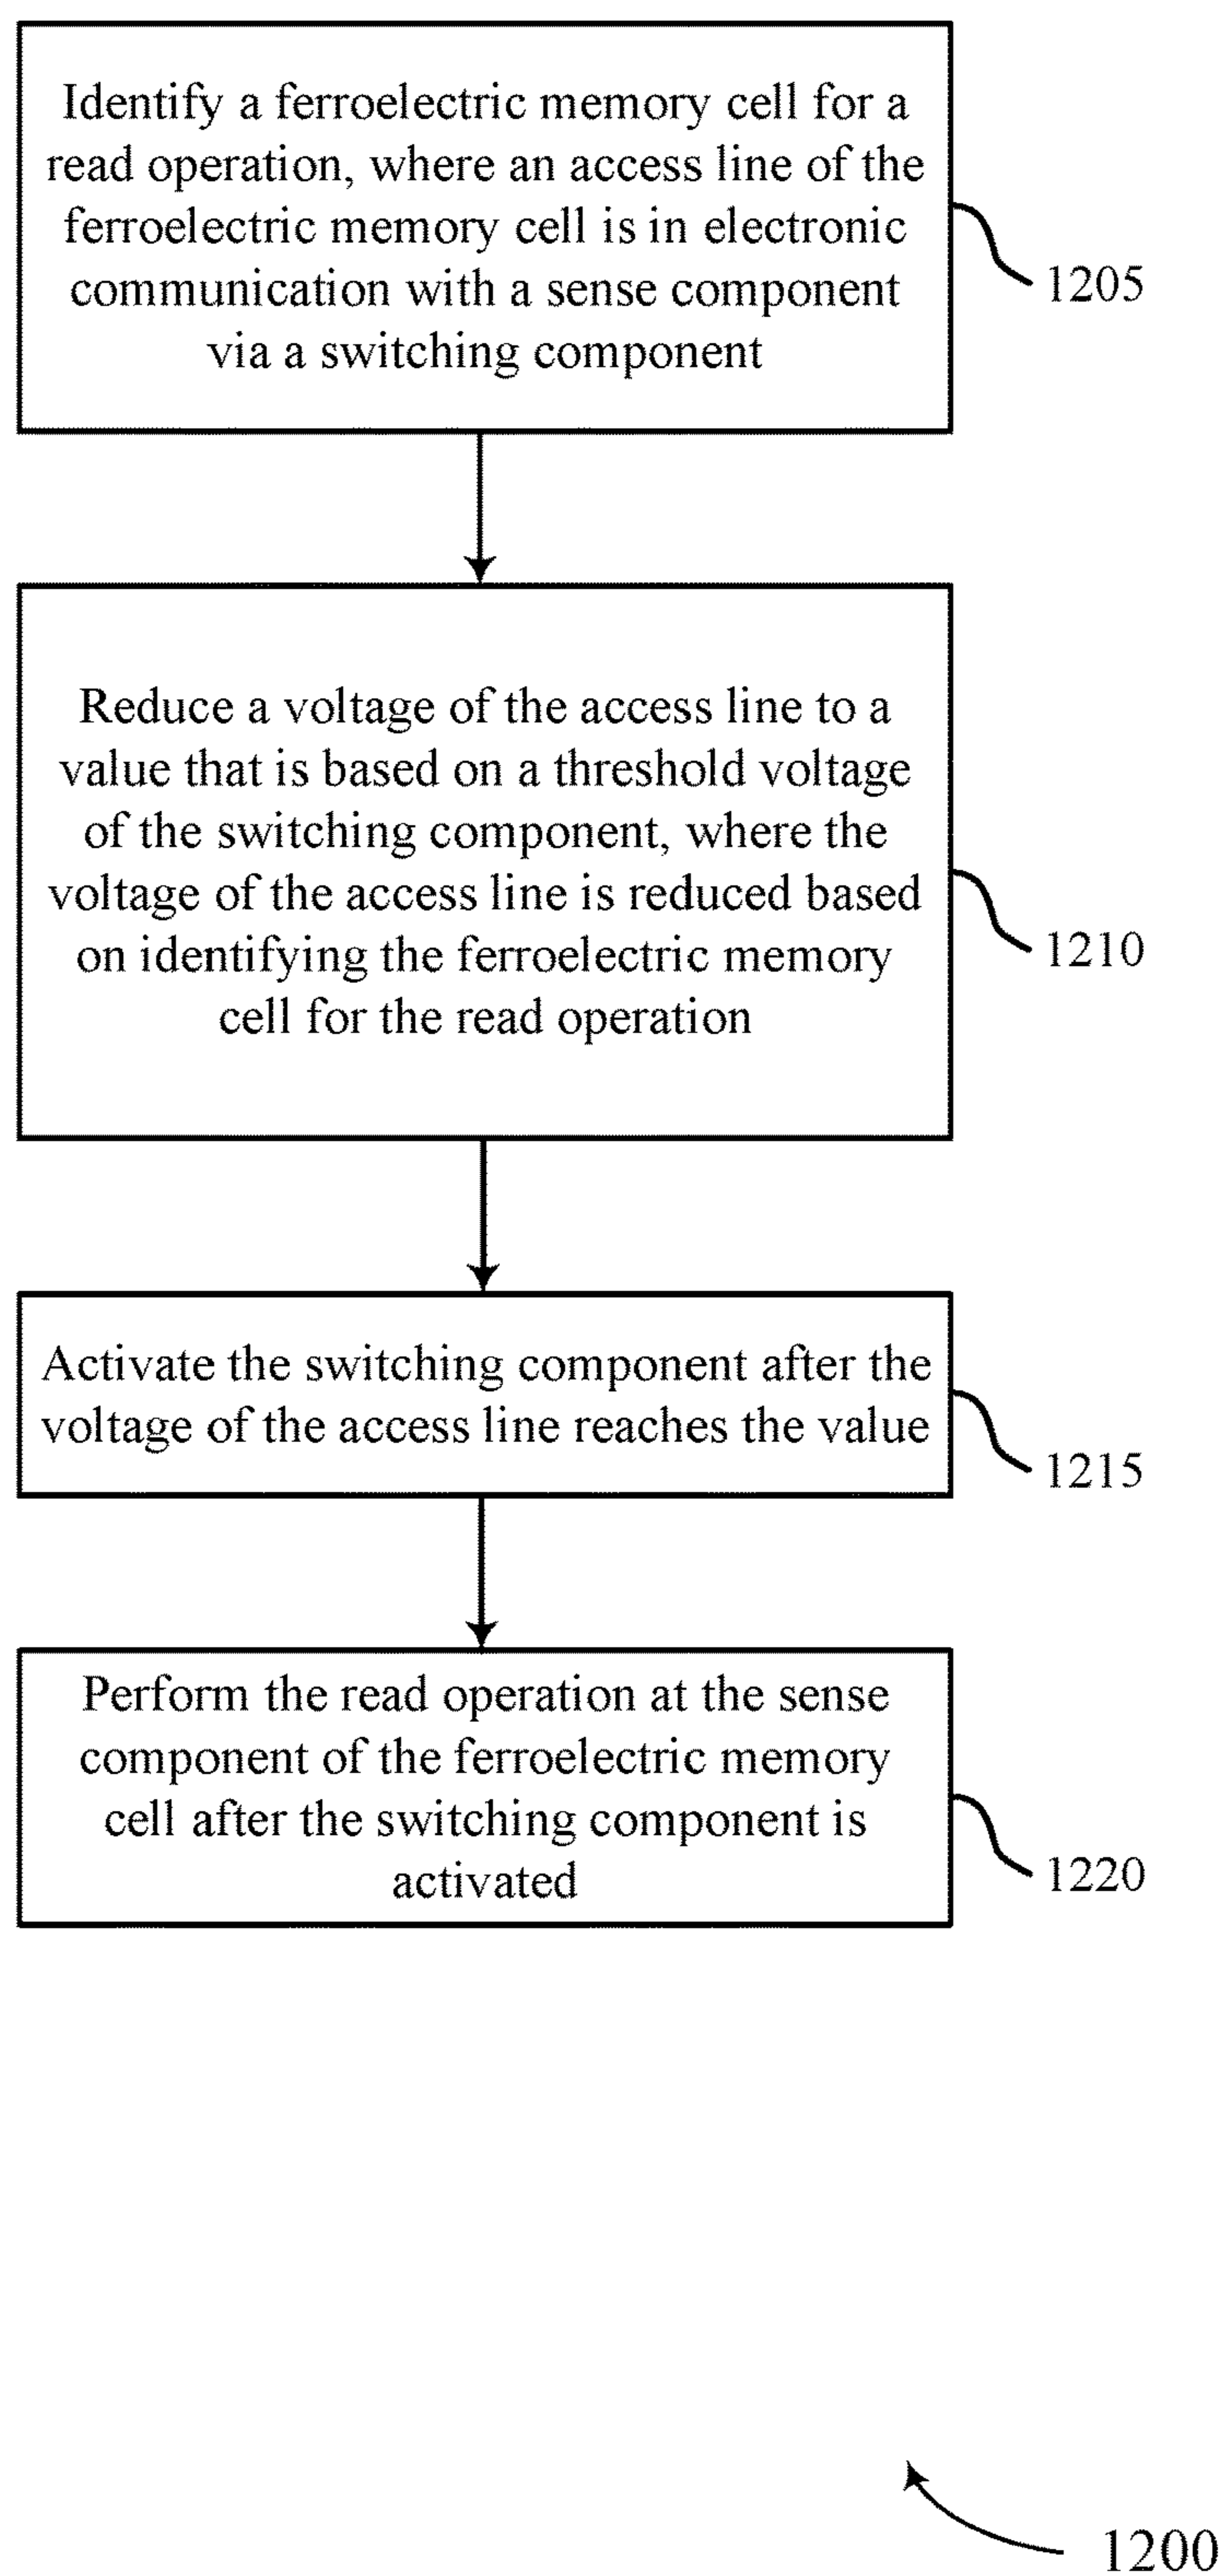 Identify a ferroelectric memory cell for a
read operation, where an access line of the
ferroelectric memory cell is in electronic
communication with a sense component
via a switching component
1205
Reduce a voltage of the access line to a
value that is based on a threshold voltage
of the switching component, where the
voltage of the access line is reduced based
on identifying the ferroelectric memory
cell for the read operation
1210
Activate the switching component after the
voltage of the access line reaches the value
1215
Perform the read operation at the sense
component of the ferroelectric memory
cell after the switching component is
activated
1220
1200